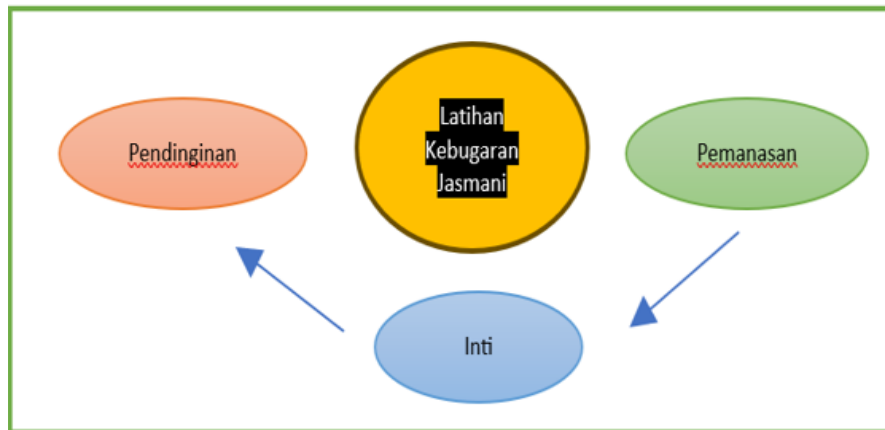 Latihan
Kebugaran
Jasmani
Pendinginan
Pemanasan
Inti